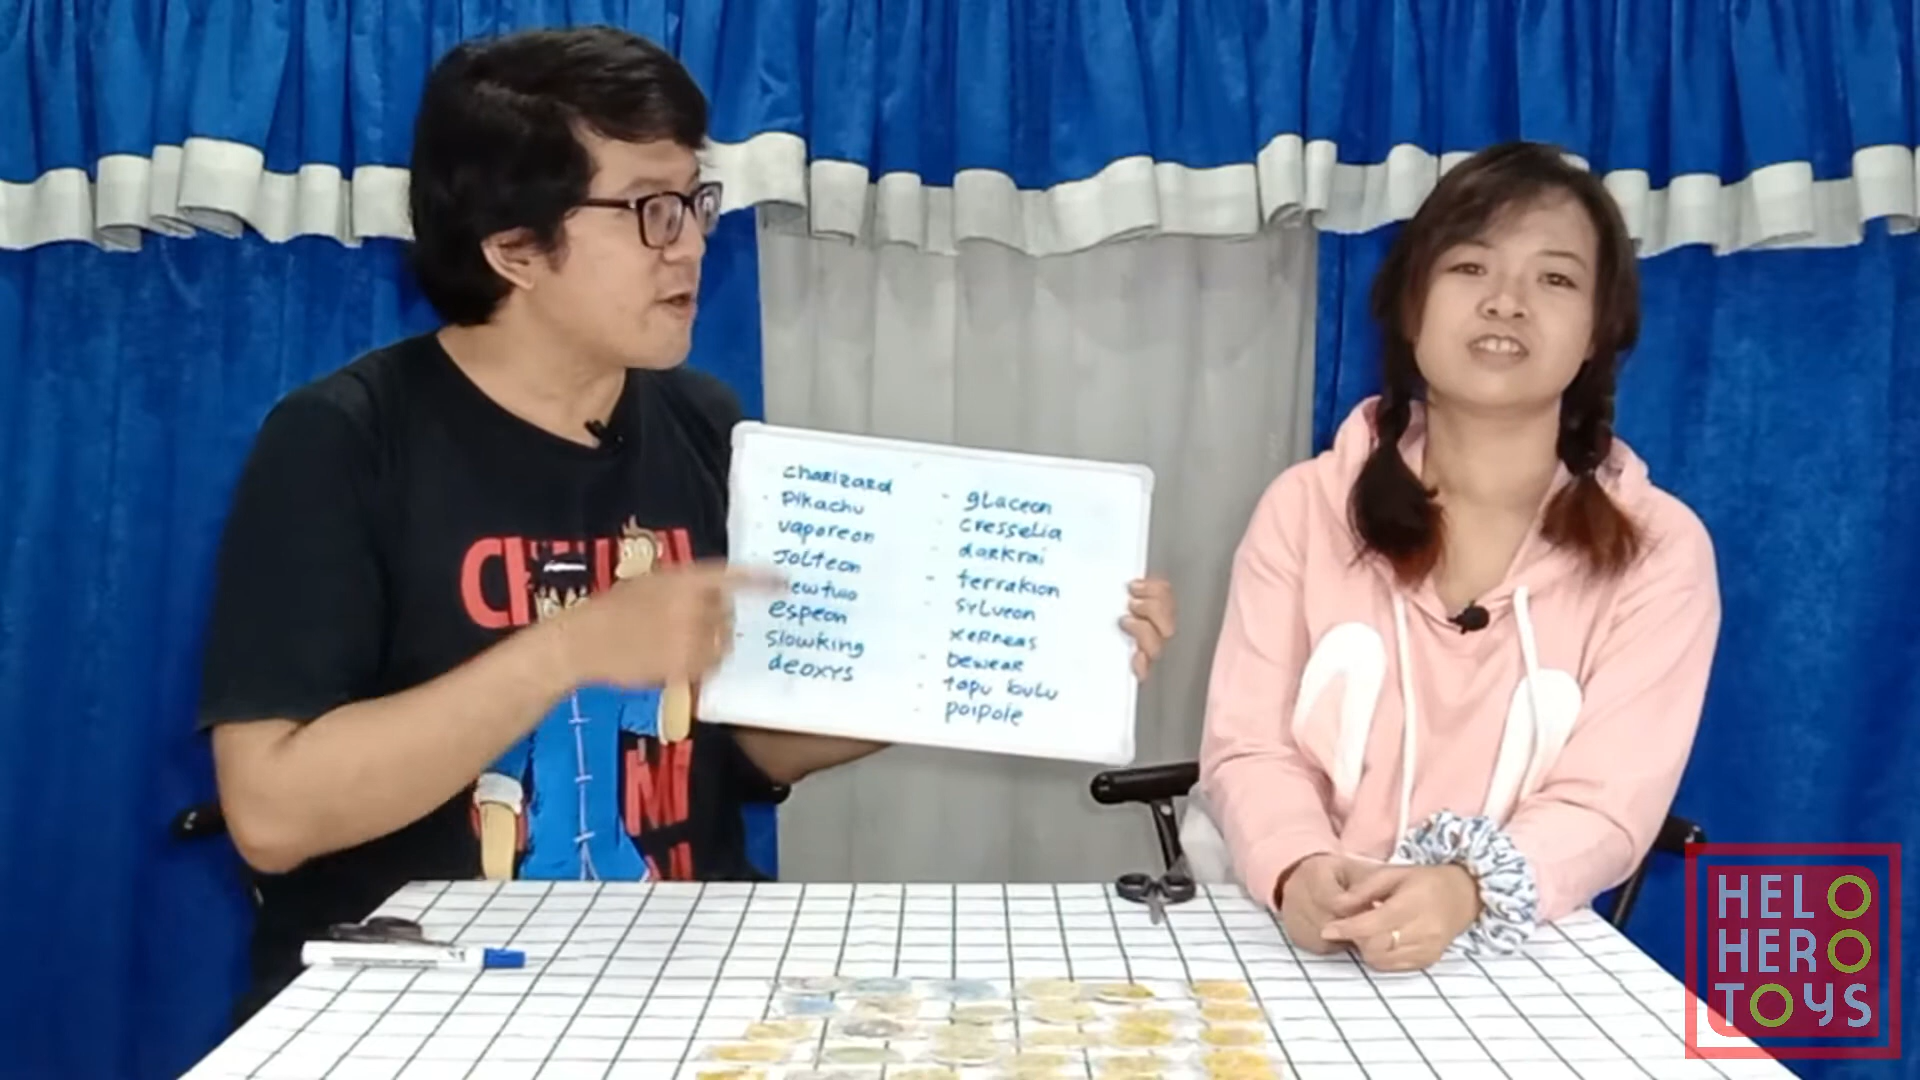 charizard
pikachu
vaporeon
Jolteon
mewtwo
espeon
slowking
deoxys
- glaceon
- cresselia
- darkrai
- terrakion
- sylveon
xerneas
- bewear
- tapu bulu
- poipole
HELO
HERO
TOYS